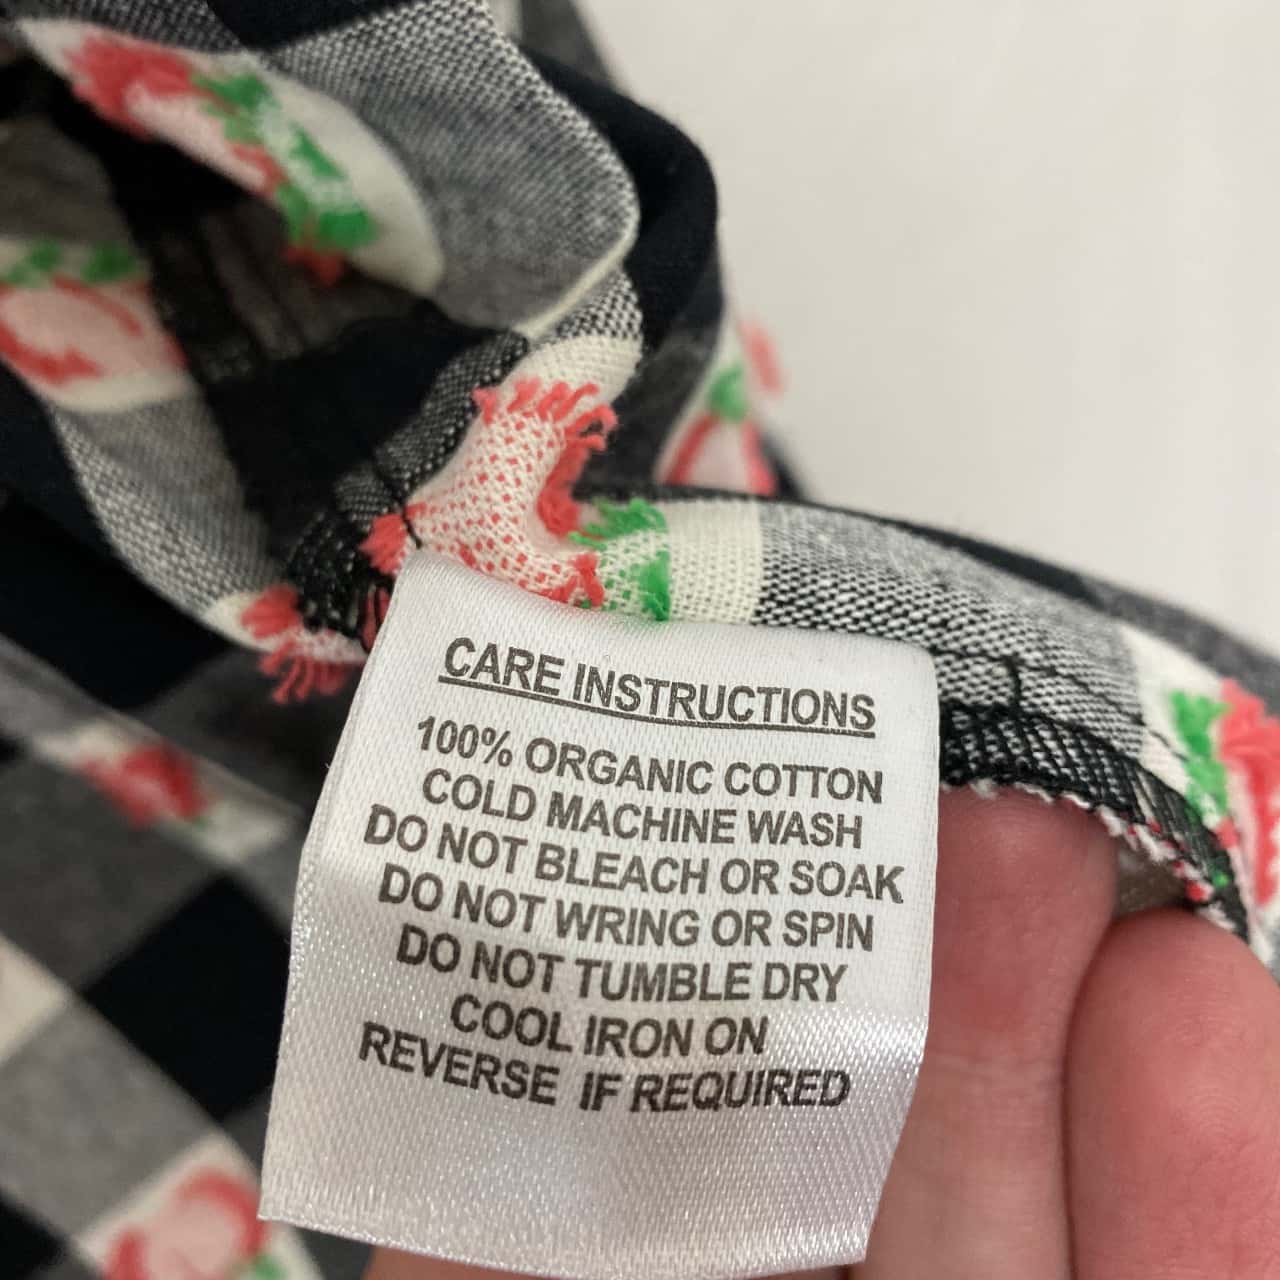 CARE INSTRUCTIONS
100% ORGANIC COTTON
COLD MACHINE WASH
DO NOT BLEACH OR SOAK
DO NOT WRING OR SPIN
DO NOT TUMBLE DRY
COOL IRON ON
REVERSE IF REQUIRED